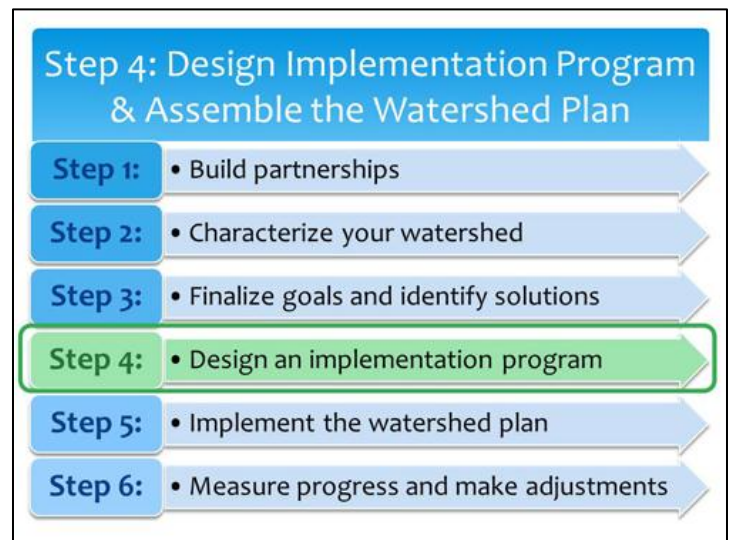 Step 4: Design Implementation Program
& Assemble the Watershed Plan
Step 1: • Build partnerships
Step 2: • Characterize your watershed
Step 3: • Finalize goals and identify solutions
Step 4: • Design an implementation program
Step 5: • Implement the watershed plan
Step 6: • Measure progress and make adjustments